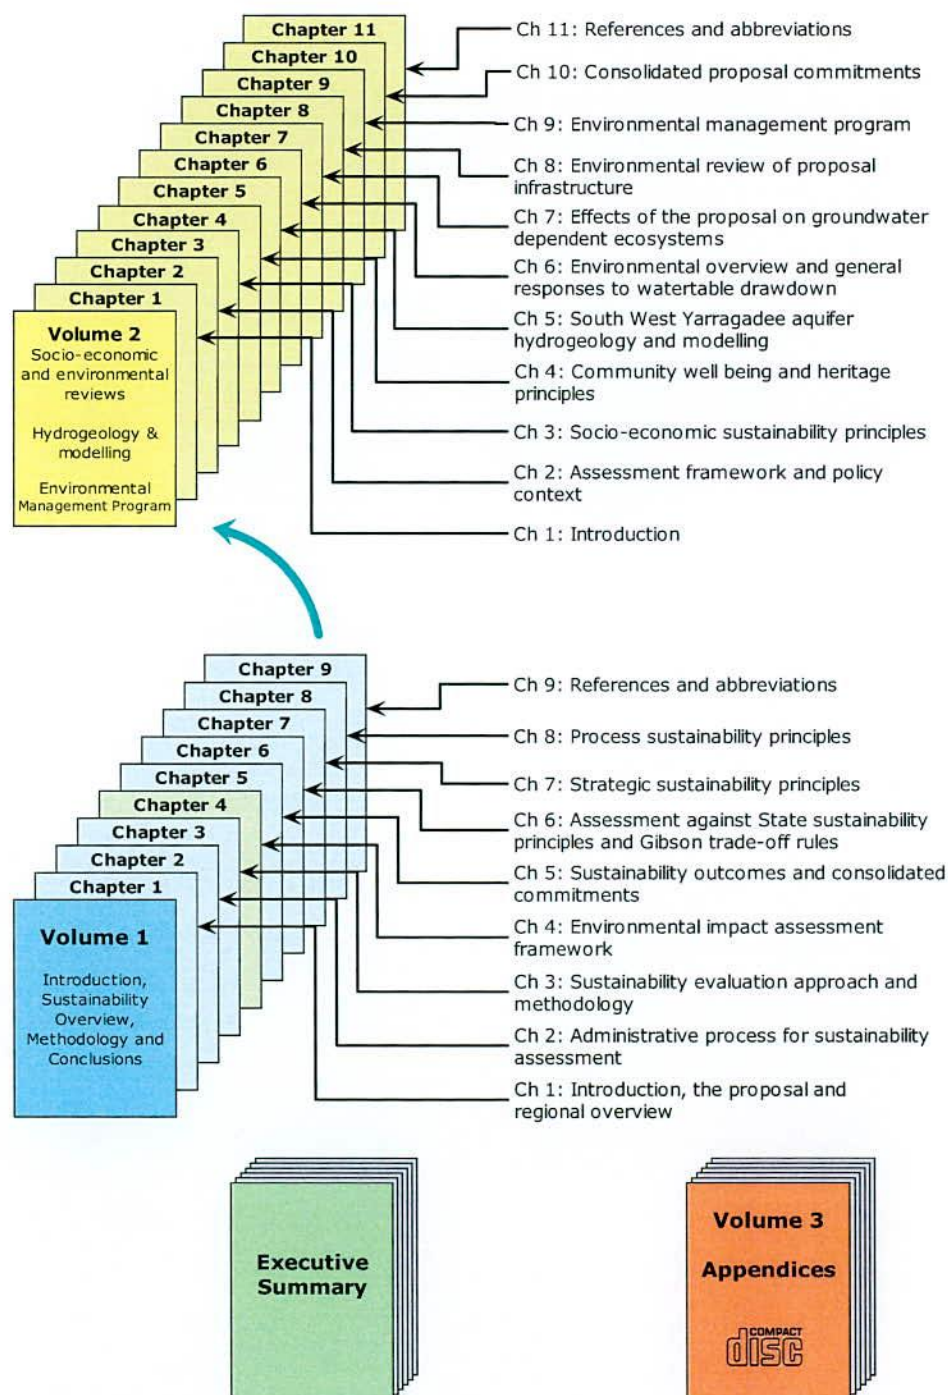 Chapter 11
Chapter 10
Chapter 9
Chapter 8
Chapter 7
Chapter 6
Chapter 5
Chapter 4
Chapter 3
Chapter 2
Chapter 1
Volume 2
Socio-economic
and environmental
reviews
Hydrogeology &
modelling
Environmental
Management Program
Ch 11: References and abbreviations
Ch 10: Consolidated proposal commitments
Ch 9: Environmental management program
Ch 8: Environmental review of proposal
infrastructure
Ch 7: Effects of the proposal on groundwater
dependent ecosystems
Ch 6: Environmental overview and general
responses to watertable drawdown
Ch 5: South West Yarragadee aquifer
hydrogeology and modelling
Ch 4: Community well being and heritage
principles
Ch 3: Socio-economic sustainability principles
Ch 2: Assessment framework and policy
context
Ch 1: Introduction
Chapter 9
Chapter 8
Chapter 7
Chapter 6
Chapter 5
Chapter 4
Chapter 3
Chapter 2
Chapter 1
Volume 1
Introduction,
Sustainability
Overview,
Methodology and
Conclusions
Ch 9: References and abbreviations
Ch 8: Process sustainability principles
Ch 7: Strategic sustainability principles
Ch 6: Assessment against State sustainability
principles and Gibson trade-off rules
Ch 5: Sustainability outcomes and consolidated
commitments
Ch 4: Environmental impact assessment
framework
Ch 3: Sustainability evaluation approach and
methodology
Ch 2: Administrative process for sustainability
assessment
Ch 1: Introduction, the proposal and
regional overview
Executive
Summary
Volume 3
Appendices
COMPACT
disc